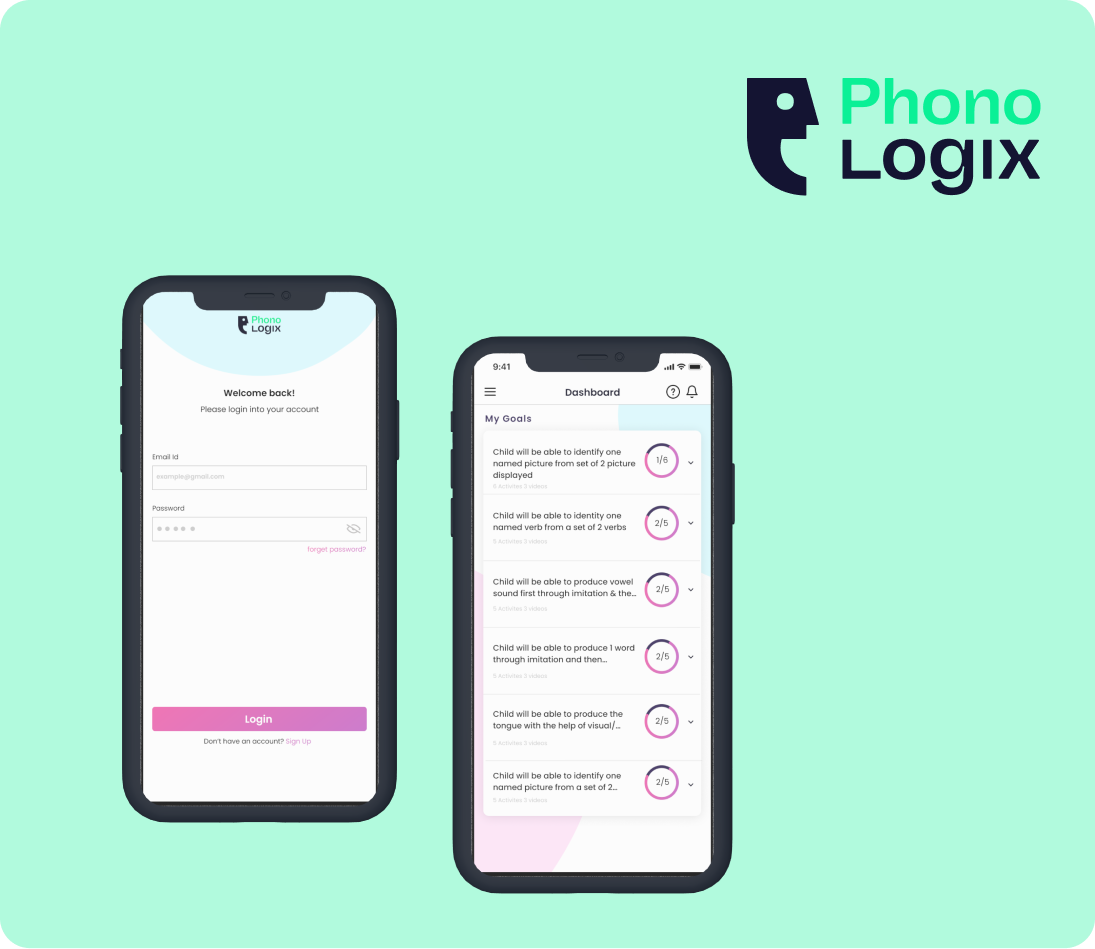 Phono
Logix
Phono
Logix
Welcome back!
Please login into your account
Email Id
example@gmail.com
Password
forget password?
Login
Don't have an account? Sign Up
9:41
Dashboard
?
My Goals
Child will be able to identify one
named picture from set of 2 picture
displayed
1/6
6 Activites 3 videos
Child will be able to identity one
named verb from a set of 2 verbs
2/5
5 Activites 3 videos
Child will be able to produce vowel
sound first through imitation & the...
2/5
6 Activites 3 videos
Child will be able to produce 1 word
through imitation and then...
2/5
5 Activites 3 videos
Child will be able to produce the
tongue with the help of visual/...
2/5
5 Activites 3 videos
Child will be able to identify one
named picture from a set of 2...
2/5
5 Activites 3 videos